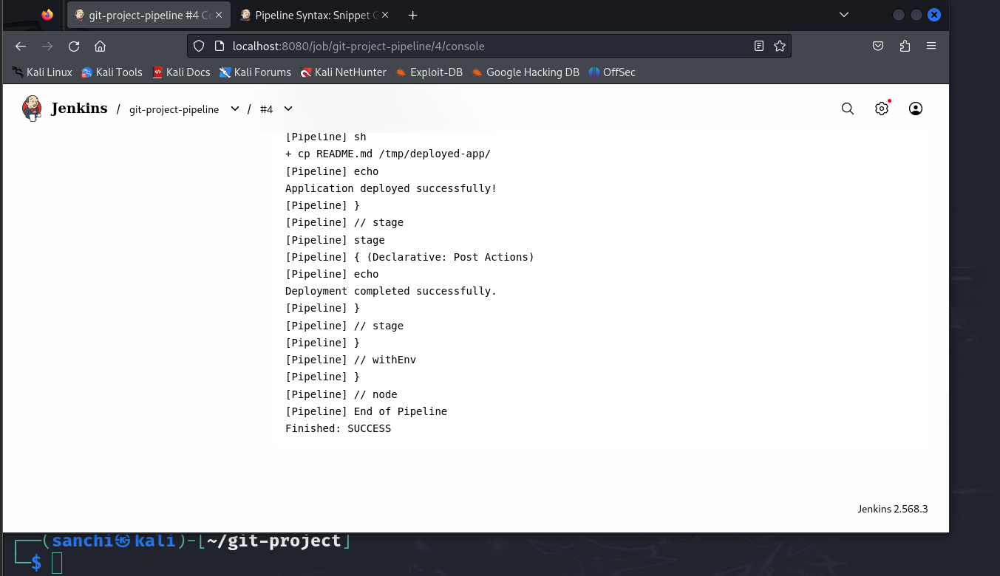 git-project-pipeline #4 Co
Pipeline Syntax: Snippet G
localhost:8080/job/git-project-pipeline/4/console
Kali Linux Kali Tools Kali Docs Kali Forums Kali NetHunter Exploit-DB Google Hacking DB OffSec
Jenkins / git-project-pipeline / #4
[Pipeline] sh
+ cp README.md /tmp/deployed-app/
[Pipeline] echo
Application deployed successfully!
[Pipeline] }
[Pipeline] // stage
[Pipeline] stage
[Pipeline] { (Declarative: Post Actions)
[Pipeline] echo
Deployment completed successfully.
[Pipeline] }
[Pipeline] // stage
[Pipeline] }
[Pipeline] // withEnv
[Pipeline] }
[Pipeline] // node
[Pipeline] End of Pipeline
Finished: SUCCESS
Jenkins 2.568.3
(sanchi㉿kali)-[~/git-project]
$